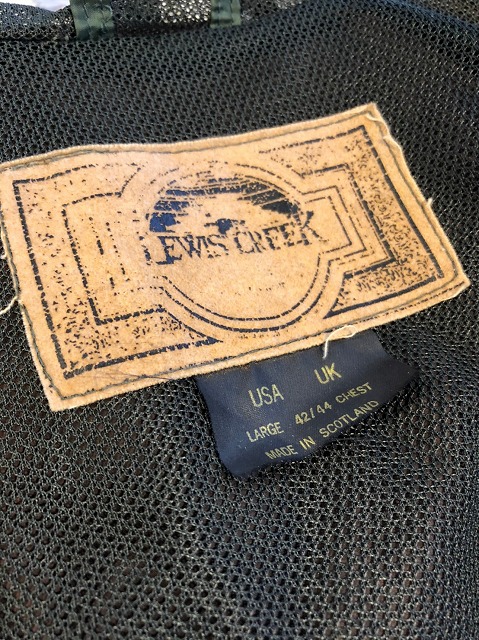 LEWIS CREEK
USA UK
LARGE 42/44 CHEST
MADE IN SCOTLAND